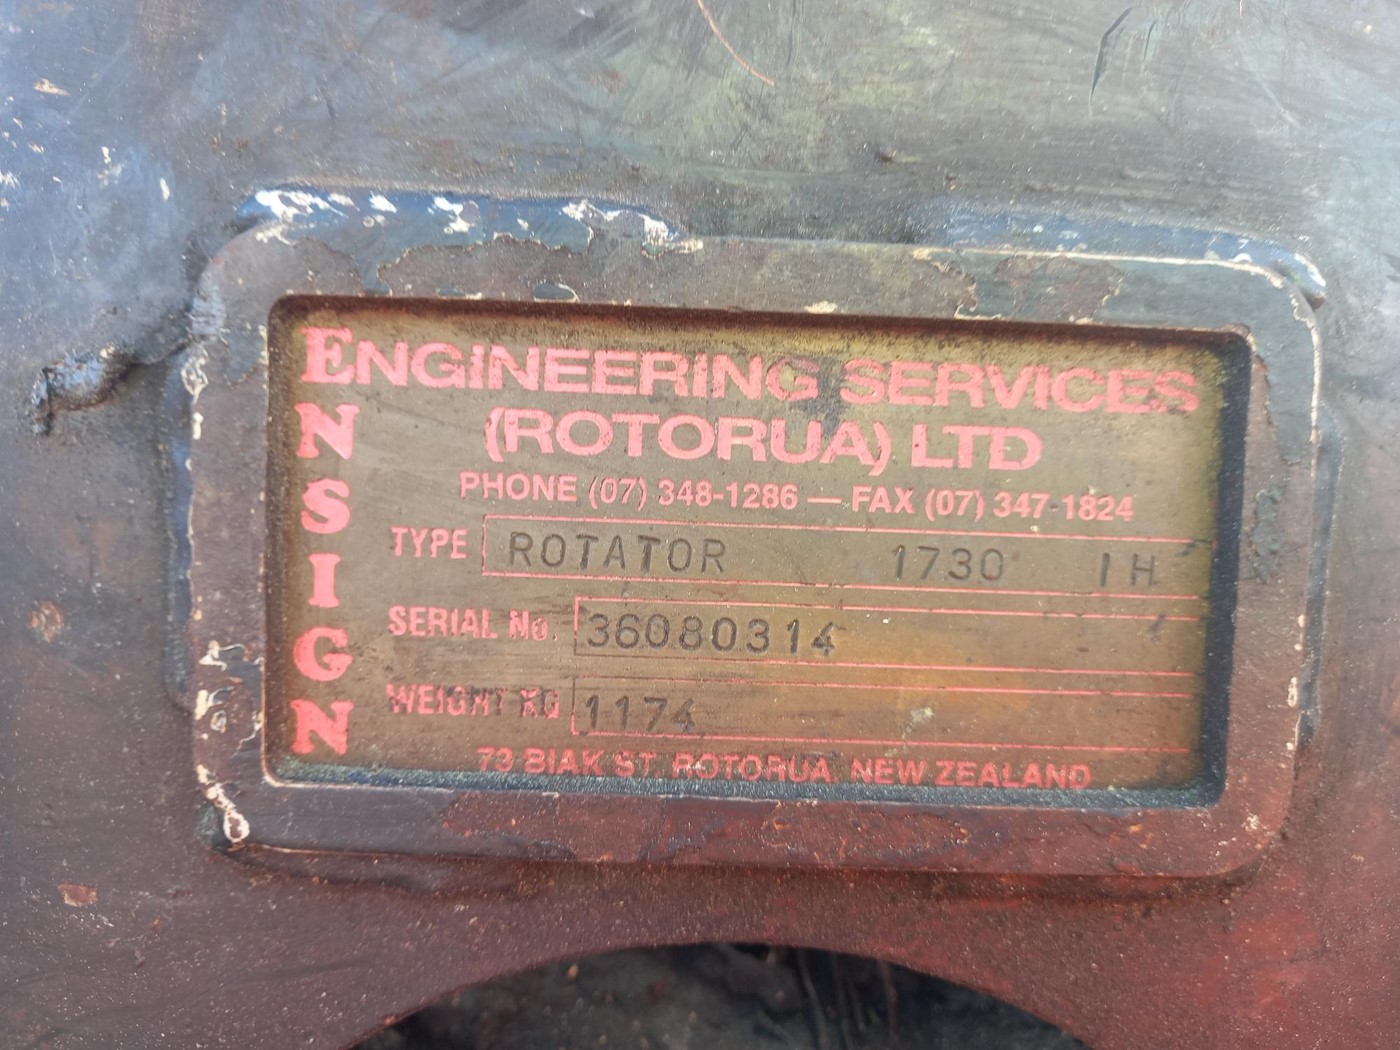 ENGINEERING SERVICES
(ROTORUA) LTD
PHONE (07) 348-1286 — FAX (07) 347-1824
ENSIGN
TYPE ROTATOR 1730 IH
SERIAL No. 36080314
WEIGHT KG 1174
73 BIAK ST, ROTORUA, NEW ZEALAND